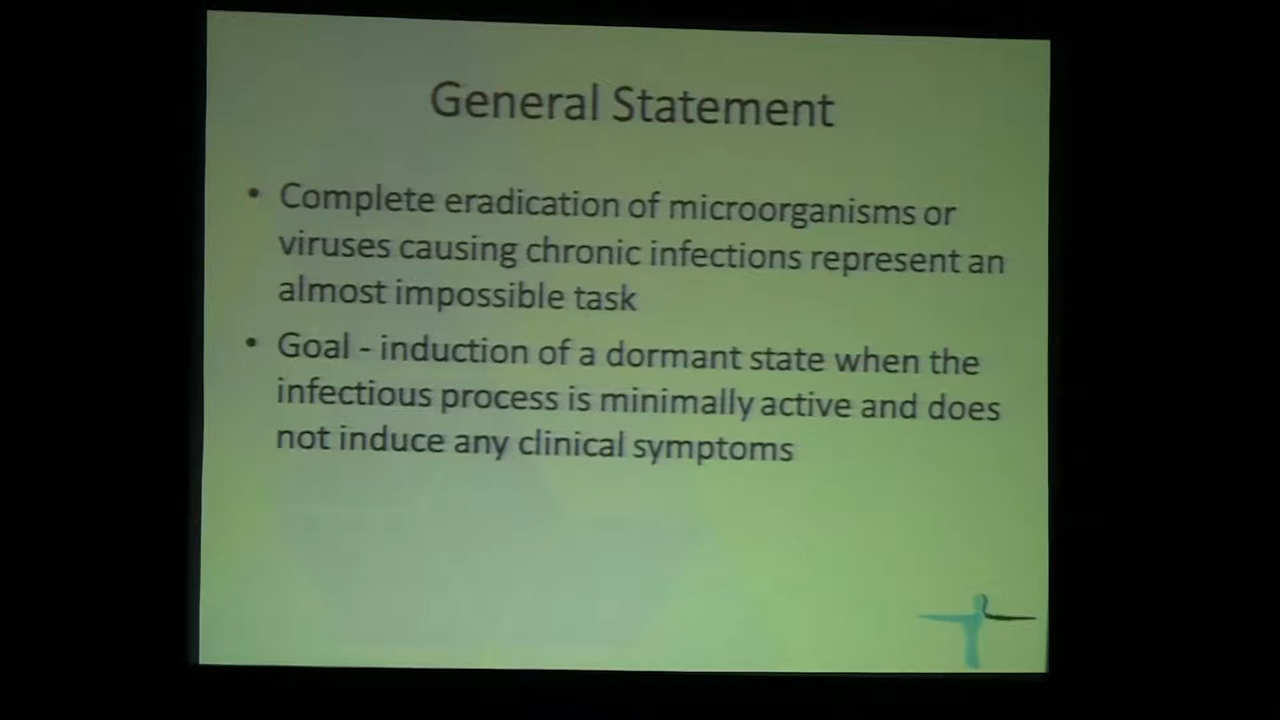 General Statement
• Complete eradication of microorganisms or
viruses causing chronic infections represent an
almost impossible task
• Goal - induction of a dormant state when the
infectious process is minimally active and does
not induce any clinical symptoms